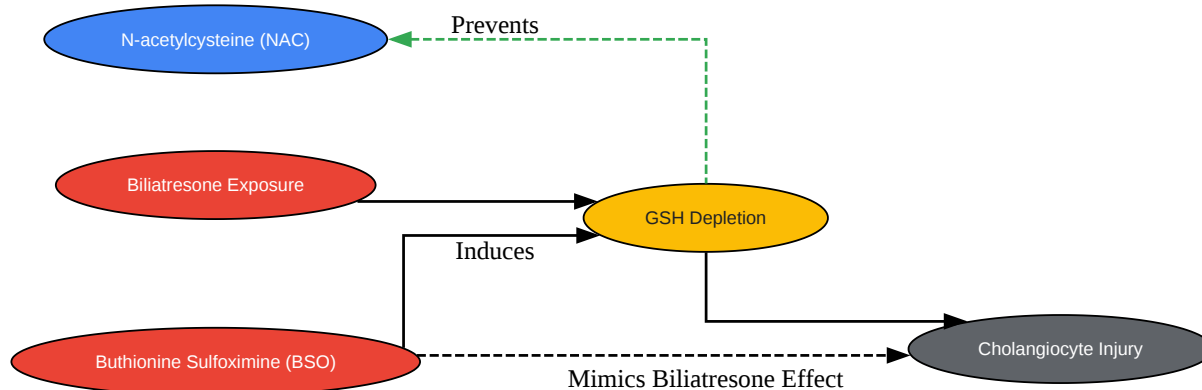 Prevents
N-acetylcysteine (NAC)
Biliatresone Exposure
GSH Depletion
Induces
Buthionine Sulfoximine (BSO)
Cholangiocyte Injury
Mimics Biliatresone Effect